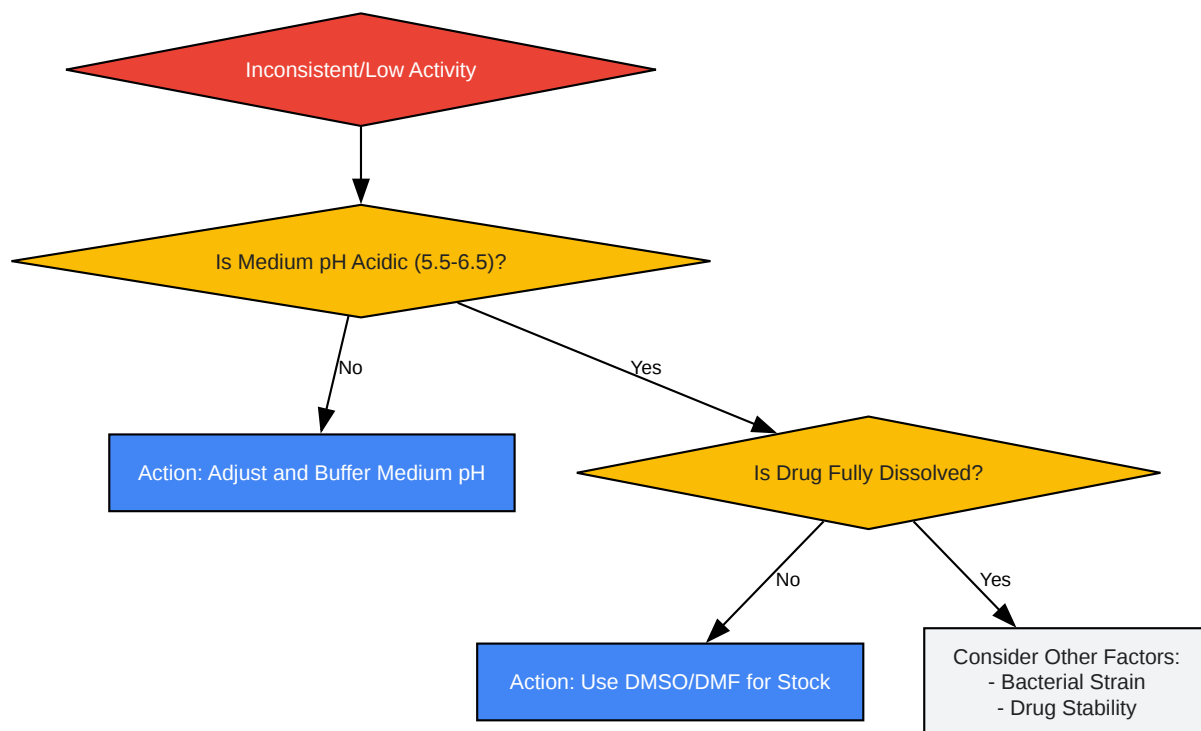 Inconsistent/Low Activity
Is Medium pH Acidic (5.5-6.5)?
No
Yes
Action: Adjust and Buffer Medium pH
Is Drug Fully Dissolved?
No
Yes
Action: Use DMSO/DMF for Stock
Consider Other Factors:
- Bacterial Strain
- Drug Stability